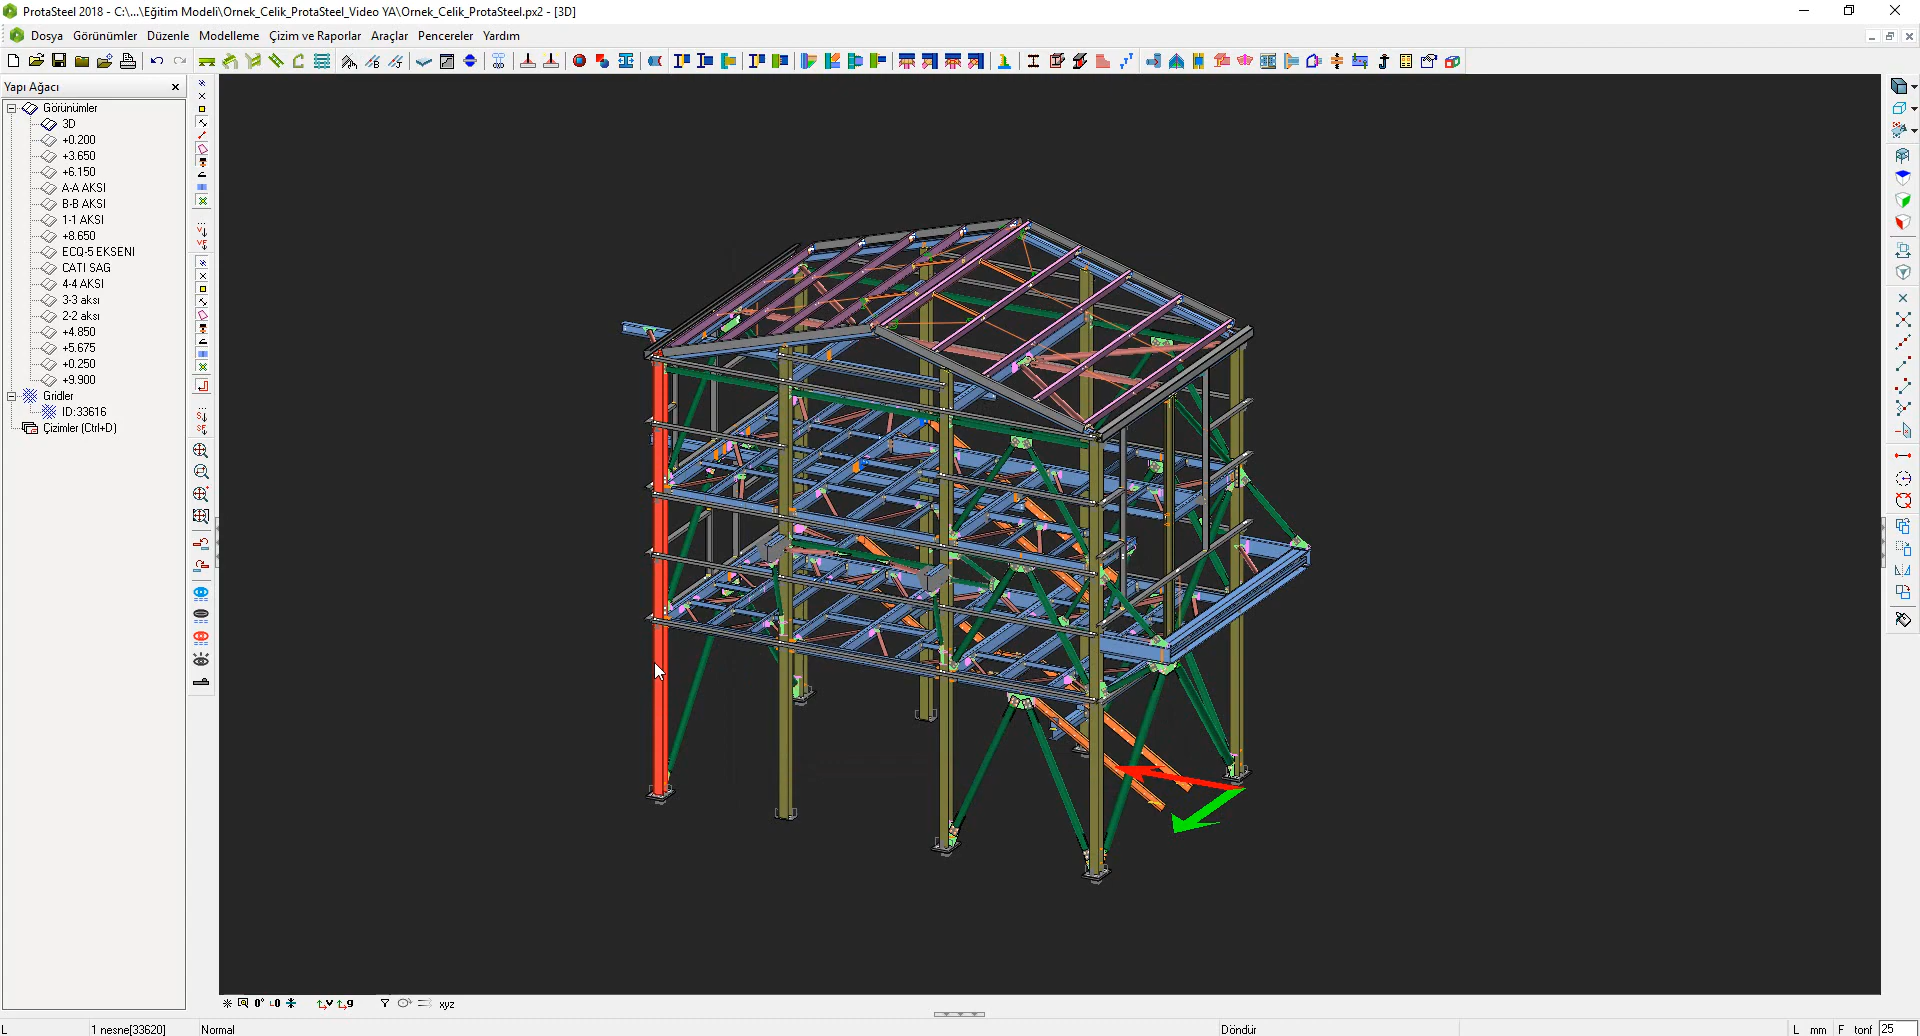 ProtaSteel 2018 - C:\...\Eğitim Modeli\Ornek_Celik_ProtaSteel_Video YA\Ornek_Celik_ProtaSteel.px2 - [3D]
Dosya Görünümler Düzenle Modelleme Çizim ve Raporlar Araçlar Pencereler Yardım
Yapı Ağacı
Görünümler
3D
+0.200
+3.650
+6.150
A-A AKSI
B-B AKSI
1-1 AKSI
+8.650
ECQ-5 EKSENI
CATI SAG
4-4 AKSI
3-3 aksı
2-2 aksı
+4.850
+5.675
+0.250
+9.900
Gridler
ID:33616
Çizimler (Ctrl+D)
xyz
L 1 nesne[33620] Normal Döndür L mm F tonf 25